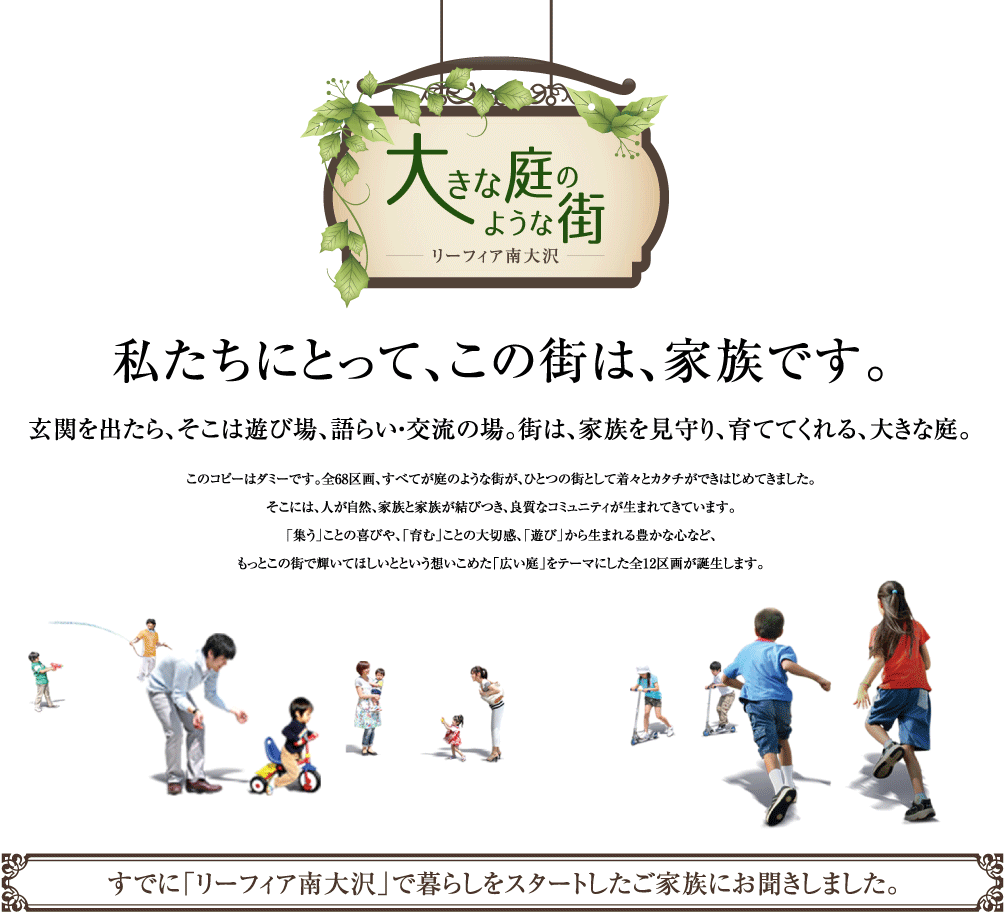 大きな庭の
ような街
リーフィア南大沢
私たちにとって、この街は、家族です。
玄関を出たら、そこは遊び場、語らい・交流の場。街は、家族を見守り、育ててくれる、大きな庭。
このコピーはダミーです。全68区画、すべてが庭のような街が、ひとつの街として着々とカタチができはじめてきました。
そこには、人が自然、家族と家族が結びつき、良質なコミュニティが生まれてきています。
「集う」ことの喜びや、「育む」ことの大切感、「遊び」から生まれる豊かな心など、
もっとこの街で輝いてほしいとという想いこめた「広い庭」をテーマにした全12区画が誕生します。
すでに「リーフィア南大沢」で暮らしをスタートしたご家族にお聞きしました。